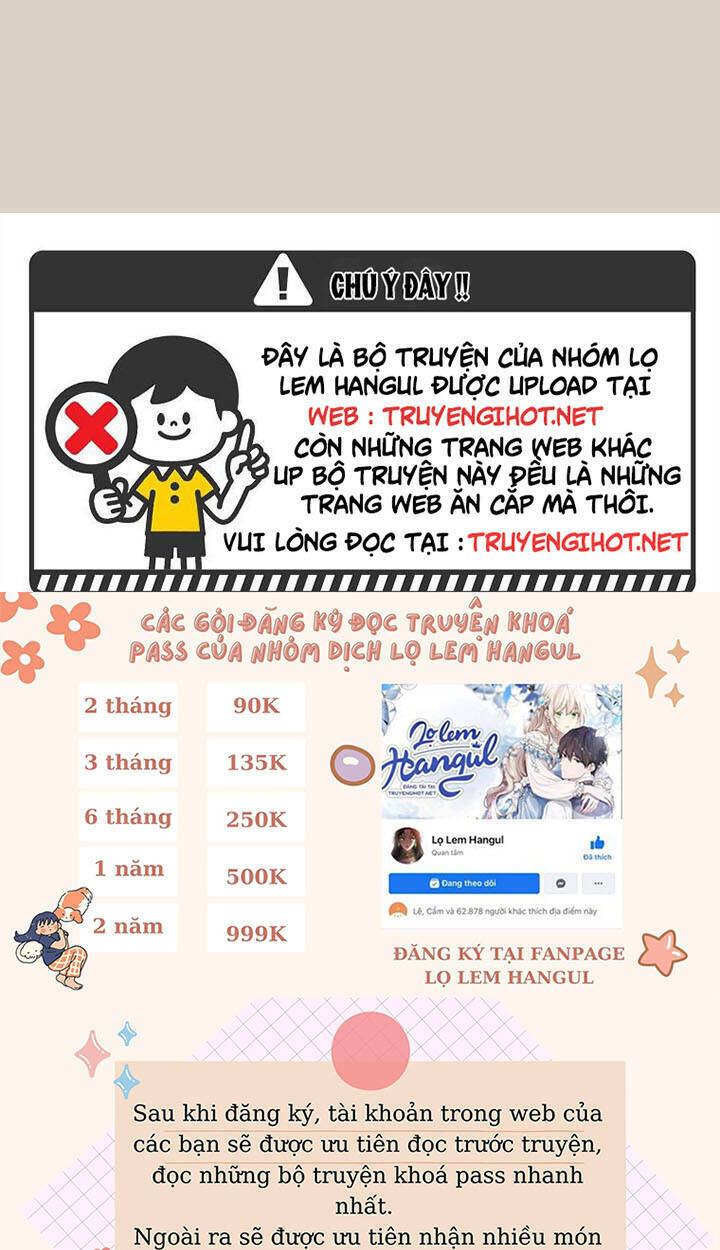 CHÚ Ý ĐÂY !!
ĐÂY LÀ BỘ TRUYỆN CỦA NHÓM LỌ
LEM HANGUL ĐƯỢC UPLOAD TẠI
WEB : TRUYENGIHOT.NET
CÒN NHỮNG TRANG WEB KHÁC
UP BỘ TRUYỆN NÀY ĐỀU LÀ NHỮNG
TRANG WEB ĂN CẮP MÀ THÔI.
VUI LÒNG ĐỌC TẠI : TRUYENGIHOT.NET
CÁC GÓI ĐĂNG KÝ ĐỌC TRUYỆN KHOÁ
PASS CỦA NHÓM DỊCH LỌ LEM HANGUL
2 tháng 90K
3 tháng 135K
6 tháng 250K
1 năm 500K
2 năm 999K
Lọ lem
Hangul
ĐĂNG TẢI TẠI
TRUYENGIHOT.NET
Lọ Lem Hangul
Quan tâm
Đã thích
Đang theo dõi
Lê, Cẩm và 62.878 người khác thích địa điểm này
ĐĂNG KÝ TẠI FANPAGE
LỌ LEM HANGUL
Sau khi đăng ký, tài khoản trong web của
các bạn sẽ được ưu tiên đọc trước truyện,
đọc những bộ truyện khoá pass nhanh
nhất.
Ngoài ra sẽ được ưu tiên nhận nhiều món